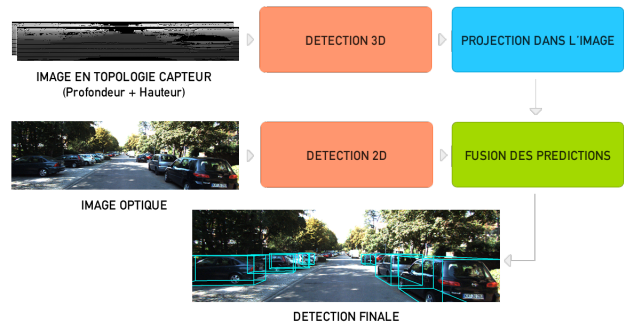 DETECTION 3D
PROJECTION DANS L'IMAGE
IMAGE EN TOPOLOGIE CAPTEUR
(Profondeur + Hauteur)
DETECTION 2D
FUSION DES PREDICTIONS
IMAGE OPTIQUE
DETECTION FINALE